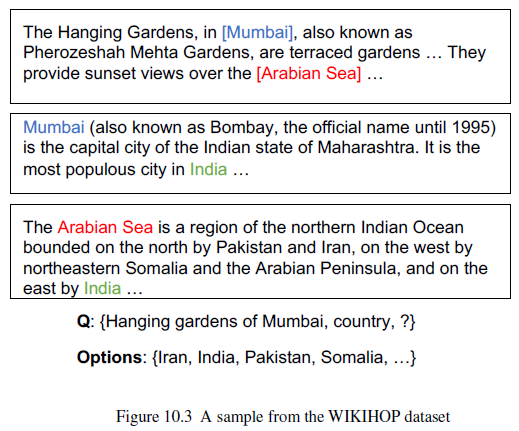 The Hanging Gardens, in [Mumbai], also known as
Pherozeshah Mehta Gardens, are terraced gardens … They
provide sunset views over the [Arabian Sea] …
Mumbai (also known as Bombay, the official name until 1995)
is the capital city of the Indian state of Maharashtra. It is the
most populous city in India …
The Arabian Sea is a region of the northern Indian Ocean
bounded on the north by Pakistan and Iran, on the west by
northeastern Somalia and the Arabian Peninsula, and on the
east by India …
Q: {Hanging gardens of Mumbai, country, ?}
Options: {Iran, India, Pakistan, Somalia, …}
Figure 10.3 A sample from the WIKIHOP dataset